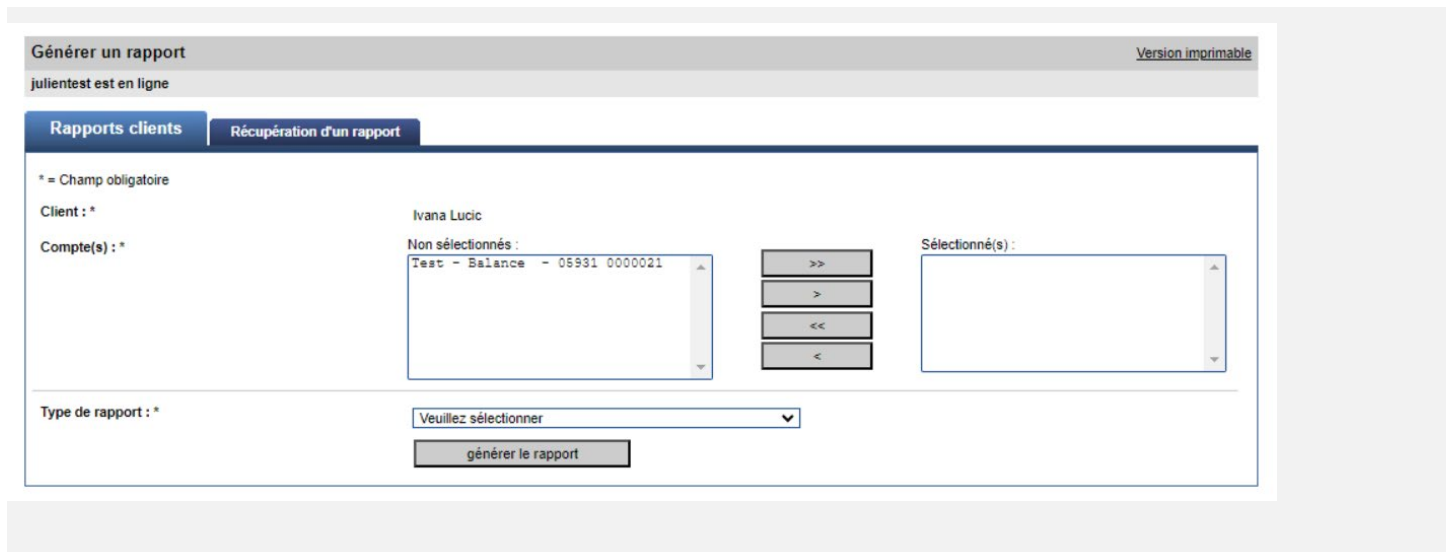 Générer un rapport Version imprimable
julientest est en ligne
Rapports clients Récupération d'un rapport
* = Champ obligatoire
Client : * Ivana Lucic
Compte(s) : * Non sélectionnés : Sélectionné(s) :
Test - Balance - 05931 0000021
>>
>
<<
<
Type de rapport : * Veuillez sélectionner
générer le rapport